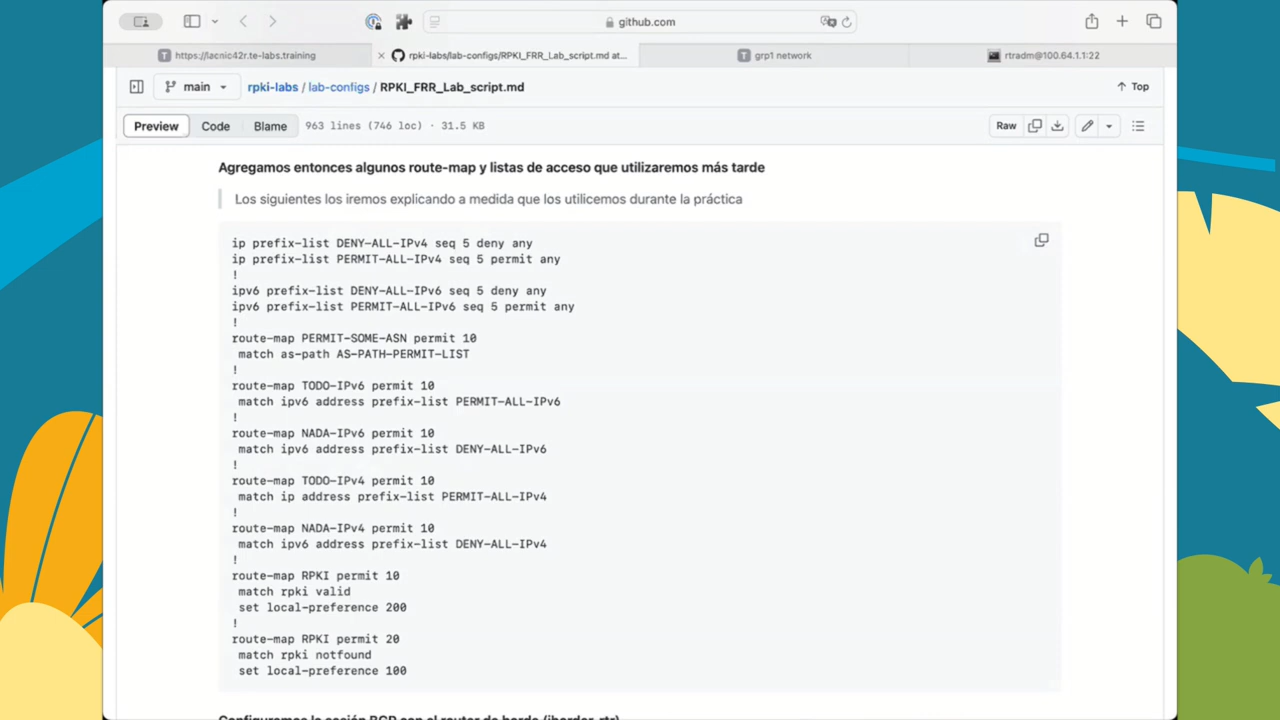 github.com
https://lacnic42r.te-labs.training
rpki-labs/lab-configs/RPKI_FRR_Lab_script.md at...
grp1 network
rtradm@100.64.1.1:22
main
rpki-labs / lab-configs / RPKI_FRR_Lab_script.md
Top
Preview
Code
Blame
963 lines (746 loc) · 31.5 KB
Raw
Agregamos entonces algunos route-map y listas de acceso que utilizaremos más tarde
Los siguientes los iremos explicando a medida que los utilicemos durante la práctica
ip prefix-list DENY-ALL-IPv4 seq 5 deny any
ip prefix-list PERMIT-ALL-IPv4 seq 5 permit any
!
ipv6 prefix-list DENY-ALL-IPv6 seq 5 deny any
ipv6 prefix-list PERMIT-ALL-IPv6 seq 5 permit any
!
route-map PERMIT-SOME-ASN permit 10
match as-path AS-PATH-PERMIT-LIST
!
route-map TODO-IPv6 permit 10
match ipv6 address prefix-list PERMIT-ALL-IPv6
!
route-map NADA-IPv6 permit 10
match ipv6 address prefix-list DENY-ALL-IPv6
!
route-map TODO-IPv4 permit 10
match ip address prefix-list PERMIT-ALL-IPv4
!
route-map NADA-IPv4 permit 10
match ipv6 address prefix-list DENY-ALL-IPv4
!
route-map RPKI permit 10
match rpki valid
set local-preference 200
!
route-map RPKI permit 20
match rpki notfound
set local-preference 100